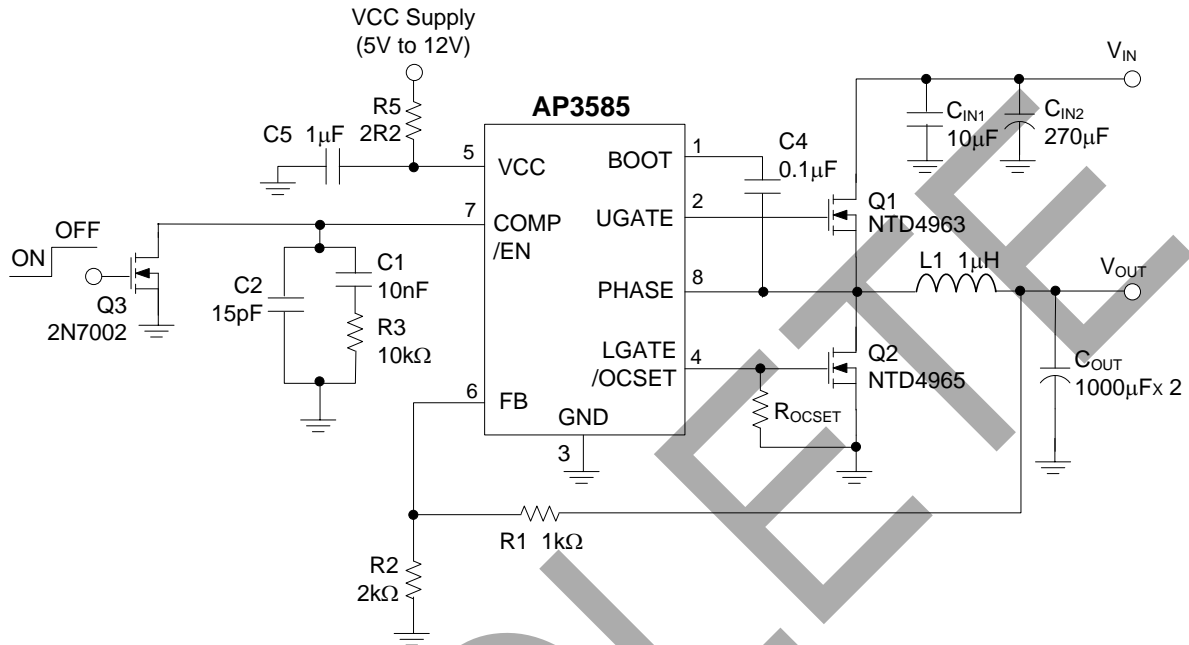 VCC Supply
(5V to 12V)
R5
2R2
C5 1μF
AP3585
5
VCC
BOOT
1
C4
0.1μF
VIN
CIN1
10μF
CIN2
270μF
7
COMP
/EN
UGATE
2
Q1
NTD4963
OFF
ON
Q3
2N7002
C2
15pF
C1
10nF
R3
10kΩ
PHASE
8
L1 1μH
VOUT
LGATE
/OCSET
4
Q2
NTD4965
ROCSET
COUT
1000μFX 2
6
FB
GND
3
R1 1kΩ
R2
2kΩ